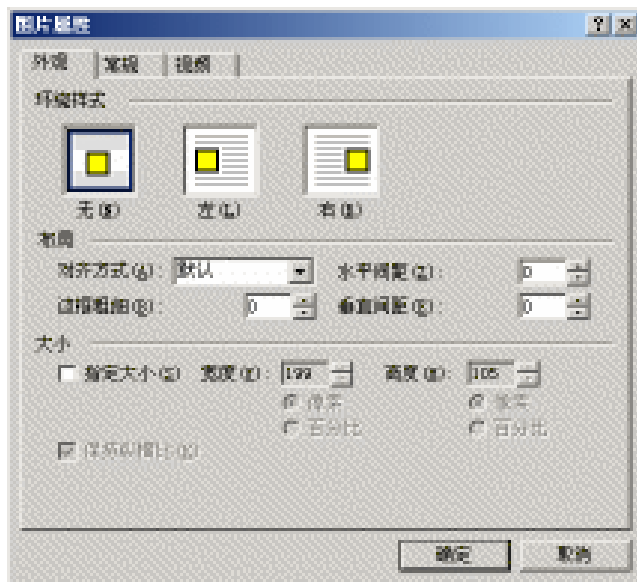 图片属性
外观 常规 视频
环绕样式
无(N) 左(L) 右(R)
布局
对齐方式(A): 默认 水平间距(Z): 0
边框粗细(B): 0 垂直间距(E): 0
大小
指定大小(S) 宽度(W): 199 高度(H): 105
像素 像素
百分比 百分比
保持纵横比(K)
确定 取消